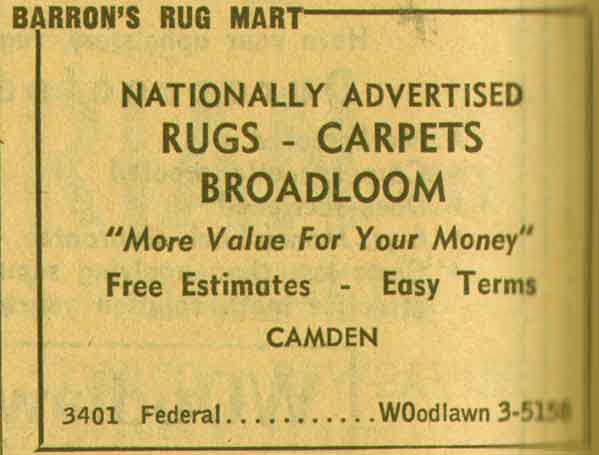 BARRON'S RUG MART
NATIONALLY ADVERTISED
RUGS - CARPETS
BROADLOOM
"More Value For Your Money"
Free Estimates - Easy Terms
CAMDEN
3401 Federal............WOodlawn 3-5158